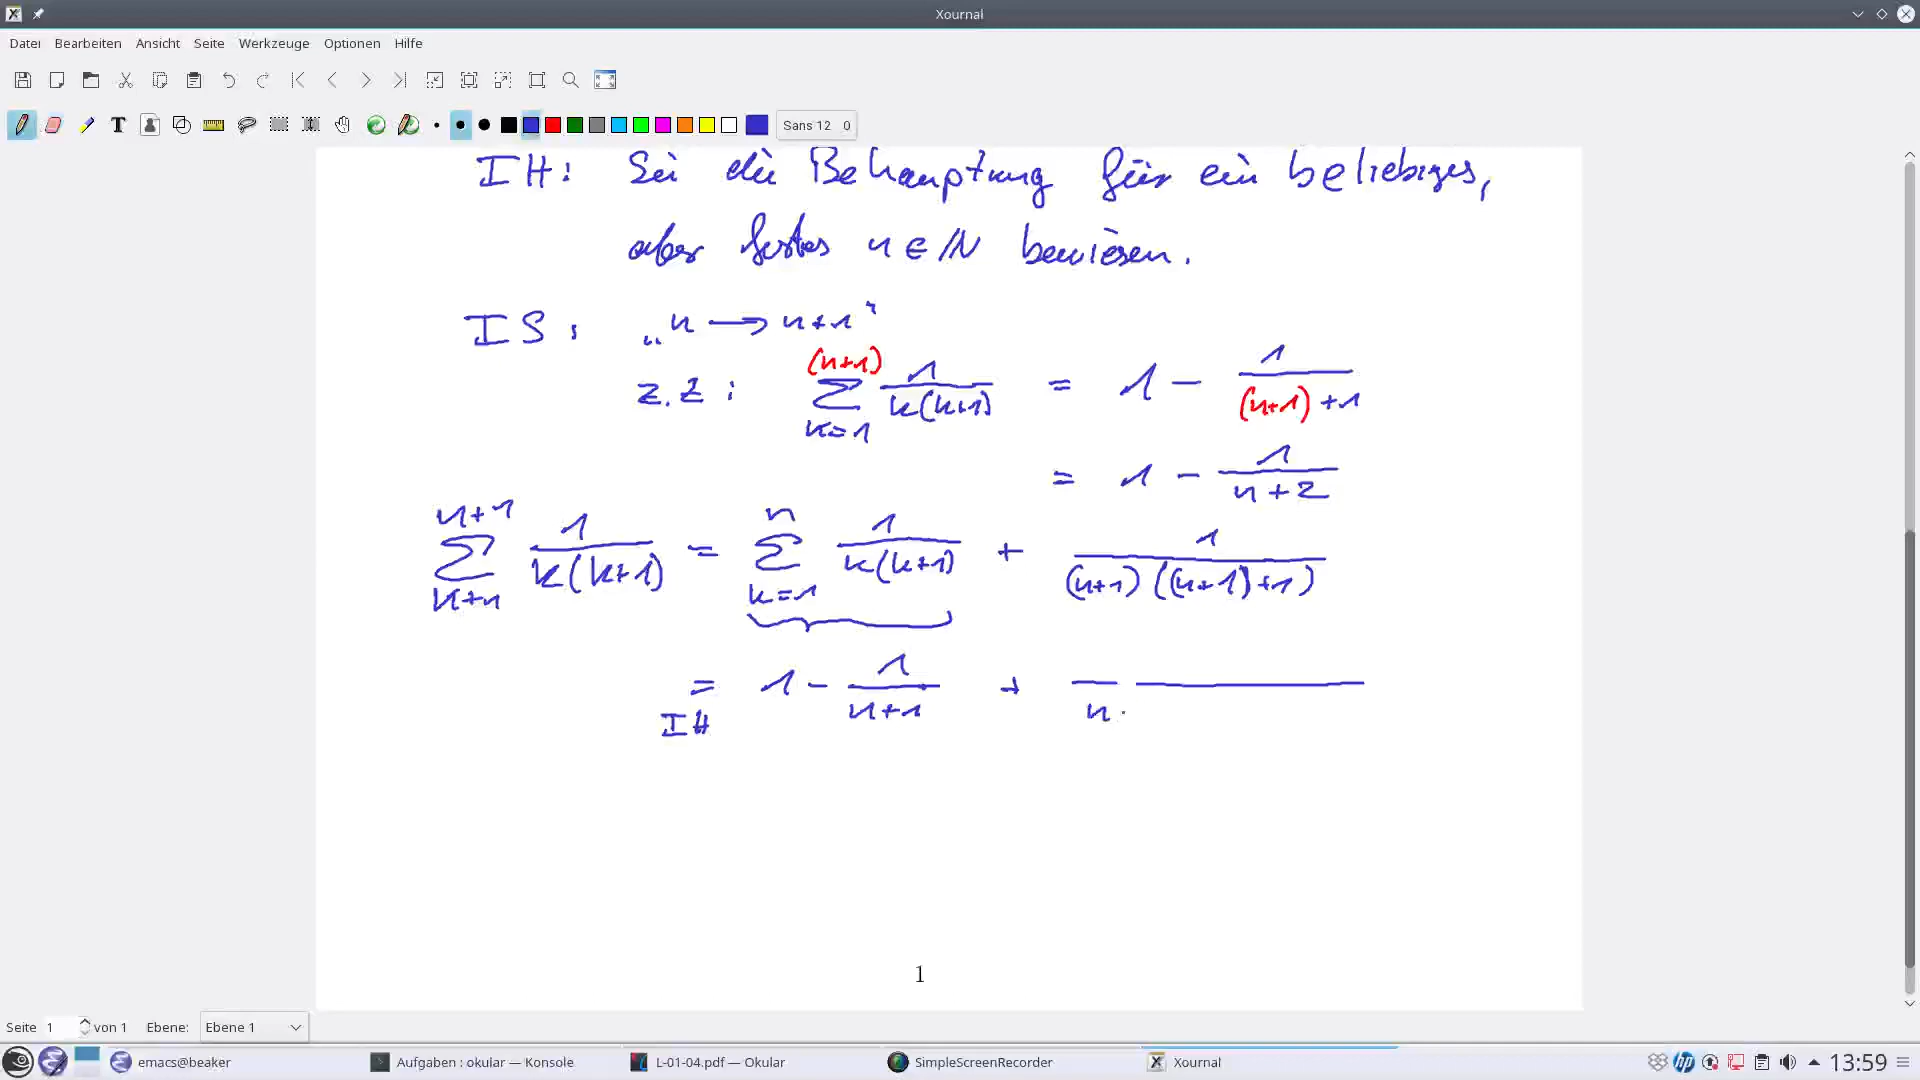 Xournal
Datei Bearbeiten Ansicht Seite Werkzeuge Optionen Hilfe
Sans 12 0
IH: Sei die Behauptung für ein beliebiges,
aber festes n ∈ ℕ bewiesen.
IS: „n → n+1“
z.Z: ∑_{k=1}^{(n+1)} 1/(k(k+1)) = 1 - 1/((n+1)+1)
= 1 - 1/(n+2)
∑_{k+n}^{n+1} 1/(k(k+1)) = ∑_{k=1}^{n} 1/(k(k+1)) + 1/((n+1)((n+1)+1))
= 1 - 1/(n+1) + n
IH
1
Seite 1 von 1 Ebene: Ebene 1
emacs@beaker Aufgaben : okular — Konsole L-01-04.pdf — Okular SimpleScreenRecorder Xournal 13:59